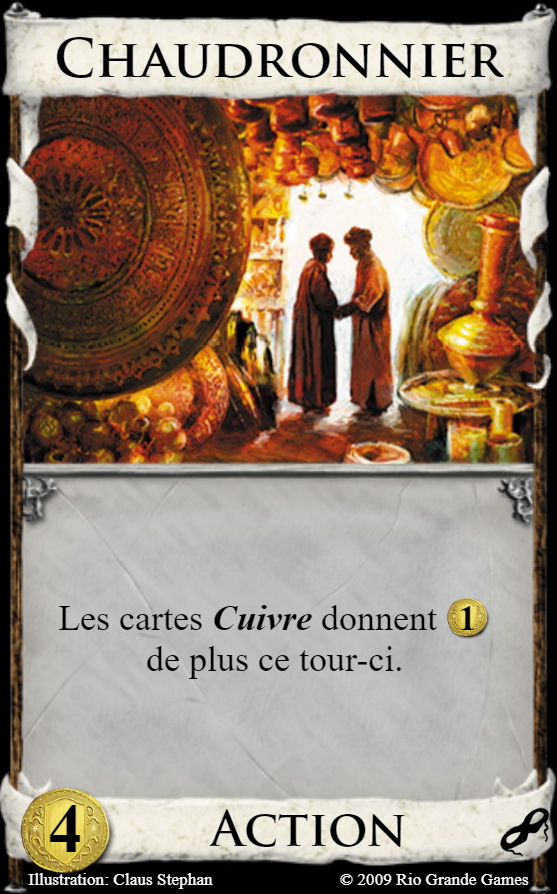 Chaudronnier
Les cartes Cuivre donnent 1
de plus ce tour-ci.
4
Action
Illustration: Claus Stephan
© 2009 Rio Grande Games